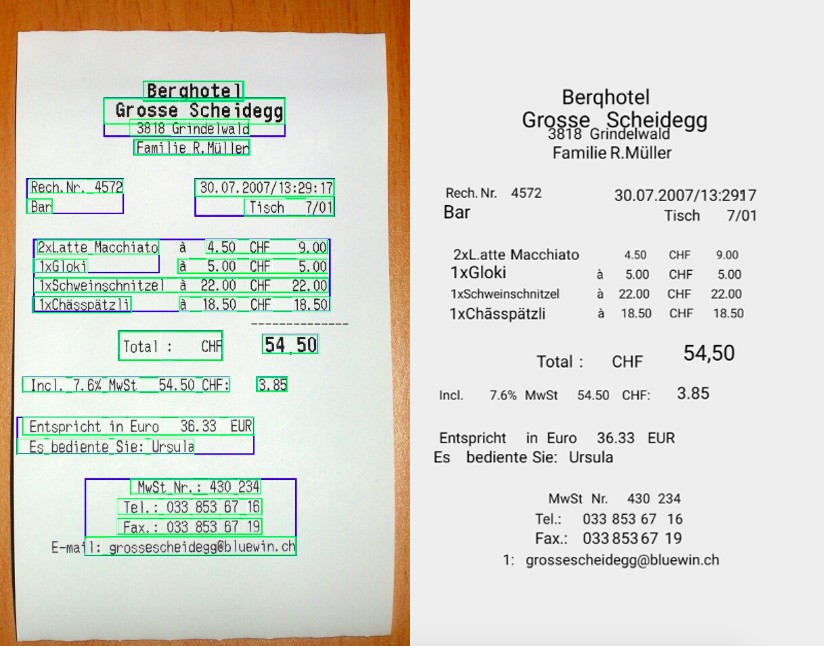 Berghotel
Grosse Scheidegg
3818 Grindelwald
Familie R.Müller
Rech.Nr. 4572 30.07.2007/13:29:17
Bar Tisch 7/01
2xLatte Macchiato à 4.50 CHF 9.00
1xGloki à 5.00 CHF 5.00
1xSchweinschnitzel à 22.00 CHF 22.00
1xChässpätzli à 18.50 CHF 18.50
Total : CHF 54.50
Incl. 7.6% MwSt 54.50 CHF: 3.85
Entspricht in Euro 36.33 EUR
Es bediente Sie: Ursula
MwSt Nr.: 430 234
Tel.: 033 853 67 16
Fax.: 033 853 67 19
E-mail: grossescheidegg@bluewin.ch
Berqhotel
Grosse Scheidegg
3818 Grindelwald
Familie R.Müller
Rech. Nr. 4572 30.07.2007/13:2917
Bar Tisch 7/01
2xL.atte Macchiato 4.50 CHF 9.00
1xGloki à 5.00 CHF 5.00
1xSchweinschnitzel à 22.00 CHF 22.00
1xChãsspätzli à 18.50 CHF 18.50
Total : CHF 54,50
Incl. 7.6% MwSt 54.50 CHF: 3.85
Entspricht in Euro 36.33 EUR
Es bediente Sie: Ursula
MwSt Nr. 430 234
Tel.: 033 853 67 16
Fax.: 033 853 67 19
1: grossescheidegg@bluewin.ch